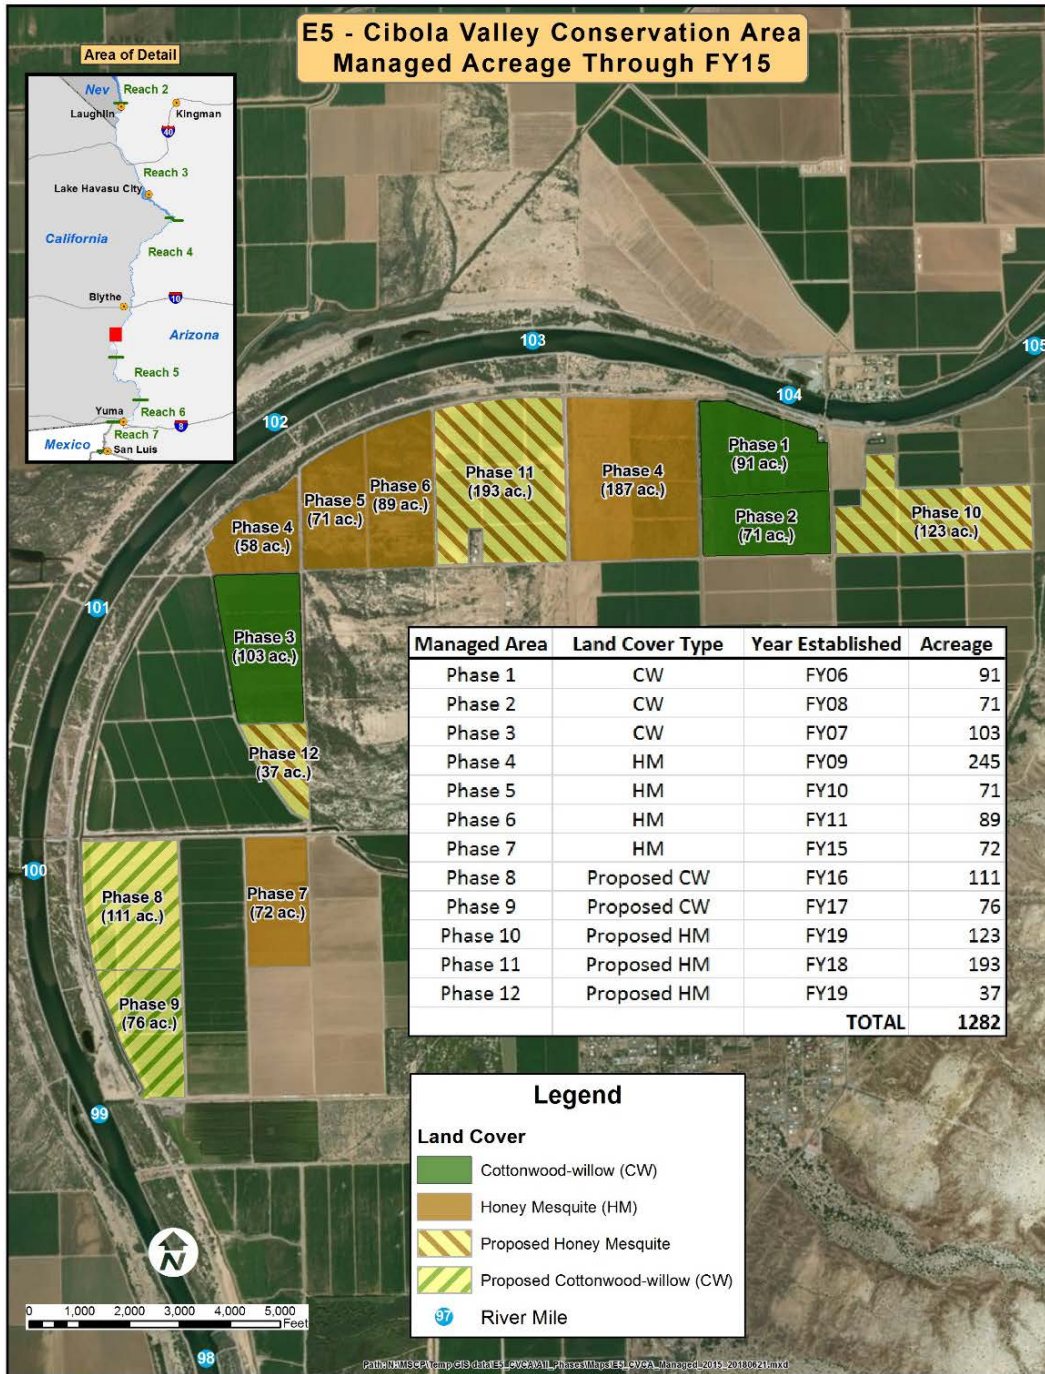 E5 - Cibola Valley Conservation Area
Managed Acreage Through FY15
Area of Detail
Nev
Reach 2
Laughlin
Kingman
40
Reach 3
Lake Havasu City
California
Reach 4
Blythe
10
Arizona
Reach 5
Yuma
Reach 6
8
Reach 7
Mexico
San Luis
103
105
104
102
Phase 1
(91 ac.)
Phase 11
(193 ac.)
Phase 4
(187 ac.)
Phase 6
(89 ac.)
Phase 5
(71 ac.)
Phase 2
(71 ac.)
Phase 10
(123 ac.)
Phase 4
(58 ac.)
101
Phase 3
(103 ac.)
Phase 12
(37 ac.)
100
Phase 8
(111 ac.)
Phase 7
(72 ac.)
Phase 9
(76 ac.)
99
98
Managed Area Land Cover Type Year Established Acreage
Phase 1 CW FY06 91
Phase 2 CW FY08 71
Phase 3 CW FY07 103
Phase 4 HM FY09 245
Phase 5 HM FY10 71
Phase 6 HM FY11 89
Phase 7 HM FY15 72
Phase 8 Proposed CW FY16 111
Phase 9 Proposed CW FY17 76
Phase 10 Proposed HM FY19 123
Phase 11 Proposed HM FY18 193
Phase 12 Proposed HM FY19 37
TOTAL 1282
Legend
Land Cover
Cottonwood-willow (CW)
Honey Mesquite (HM)
Proposed Honey Mesquite
Proposed Cottonwood-willow (CW)
97 River Mile
N
0 1,000 2,000 3,000 4,000 5,000
Feet
Path: N:\MSCP\Temp GIS data\E5_CVCA\All_Phases\Maps\E5_CVCA_Managed_2015_20180621.mxd